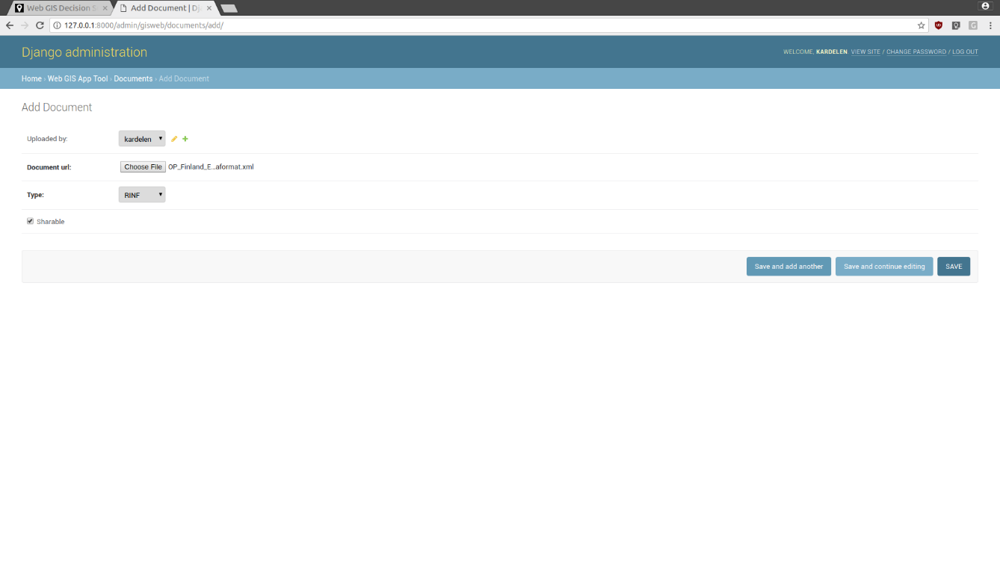 Web GIS Decision S
Add Document | Dj
127.0.0.1:8000/admin/gisweb/documents/add/
Django administration
WELCOME, KARDELEN. VIEW SITE / CHANGE PASSWORD / LOG OUT
Home › Web GIS App Tool › Documents › Add Document
Add Document
Uploaded by:
kardelen
Document url:
Choose File OP_Finland_E...aformat.xml
Type:
RINF
Sharable
Save and add another
Save and continue editing
SAVE